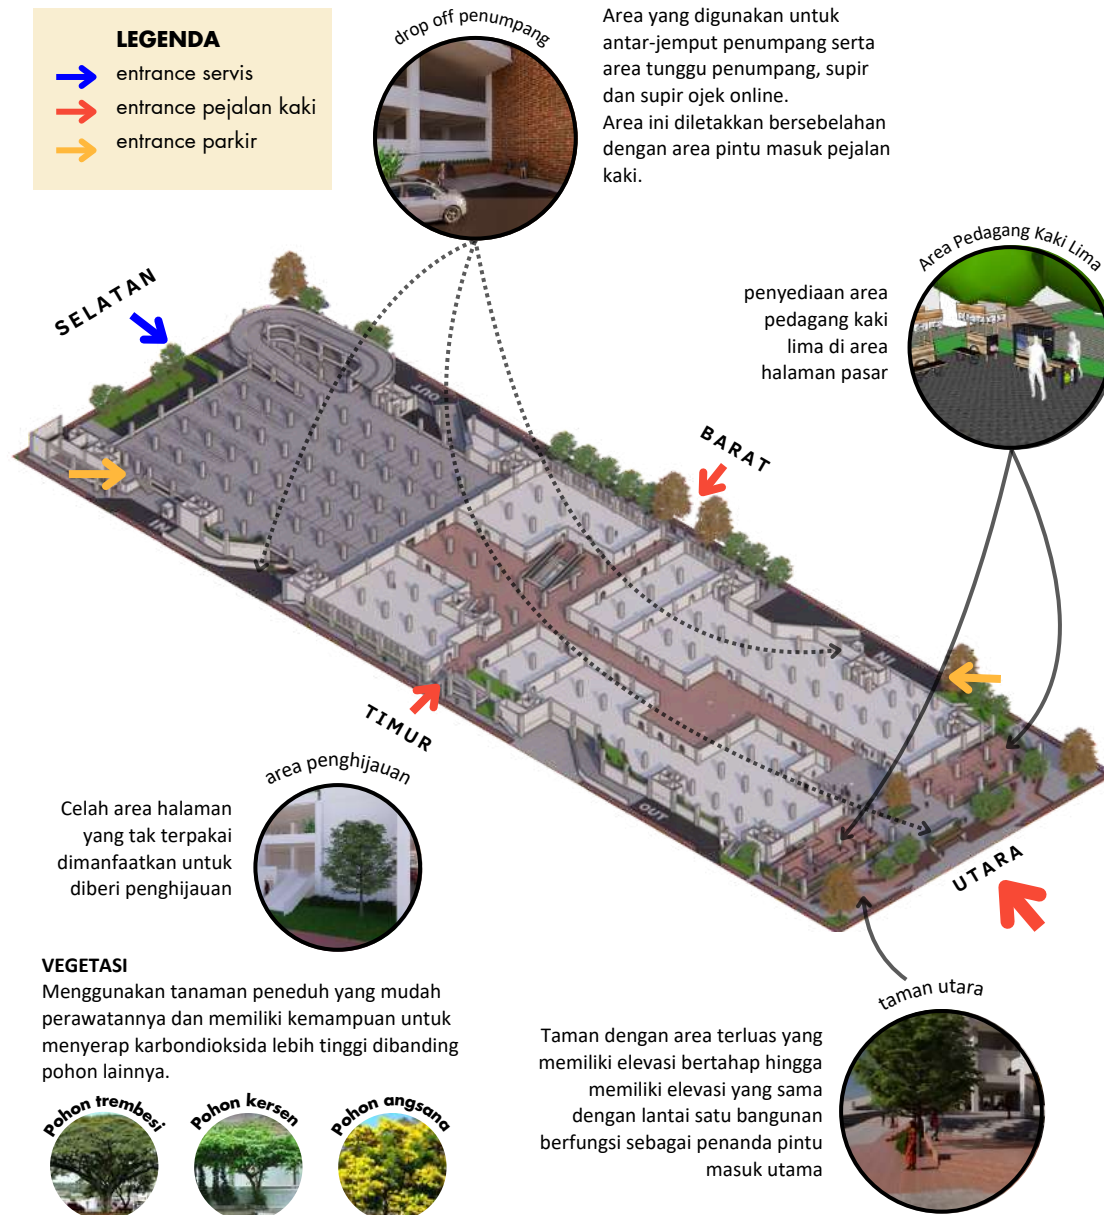 LEGENDA
entrance servis
entrance pejalan kaki
entrance parkir
drop off penumpang
Area yang digunakan untuk
antar-jemput penumpang serta
area tunggu penumpang, supir
dan supir ojek online.
Area ini diletakkan bersebelahan
dengan area pintu masuk pejalan
kaki.
Area Pedagang Kaki Lima
penyediaan area
pedagang kaki
lima di area
halaman pasar
SELATAN
OUT
BARAT
IN
IN
TIMUR
OUT
UTARA
area penghijauan
Celah area halaman
yang tak terpakai
dimanfaatkan untuk
diberi penghijauan
VEGETASI
Menggunakan tanaman peneduh yang mudah
perawatannya dan memiliki kemampuan untuk
menyerap karbondioksida lebih tinggi dibanding
pohon lainnya.
Pohon trembesi
Pohon kersen
Pohon angsana
taman utara
Taman dengan area terluas yang
memiliki elevasi bertahap hingga
memiliki elevasi yang sama
dengan lantai satu bangunan
berfungsi sebagai penanda pintu
masuk utama